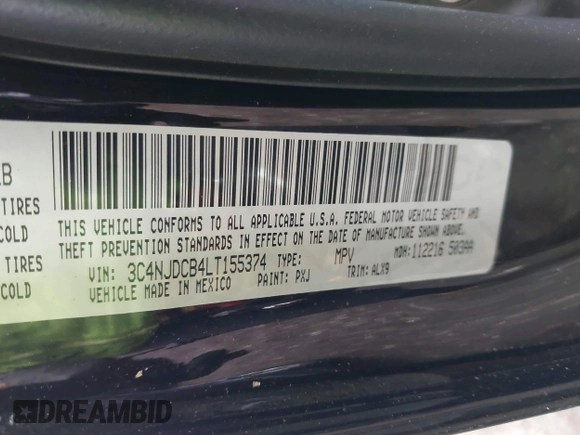 LB
TIRES
COLD
TIRES
COLD
THIS VEHICLE CONFORMS TO ALL APPLICABLE U.S.A. FEDERAL MOTOR VEHICLE SAFETY AND
THEFT PREVENTION STANDARDS IN EFFECT ON THE DATE OF MANUFACTURE SHOWN ABOVE.
VIN: 3C4NJDCB4LT155374 TYPE: MPV MDH: 112216 503AA
VEHICLE MADE IN MEXICO PAINT: PXJ TRIM: ALX9
DREAMBID